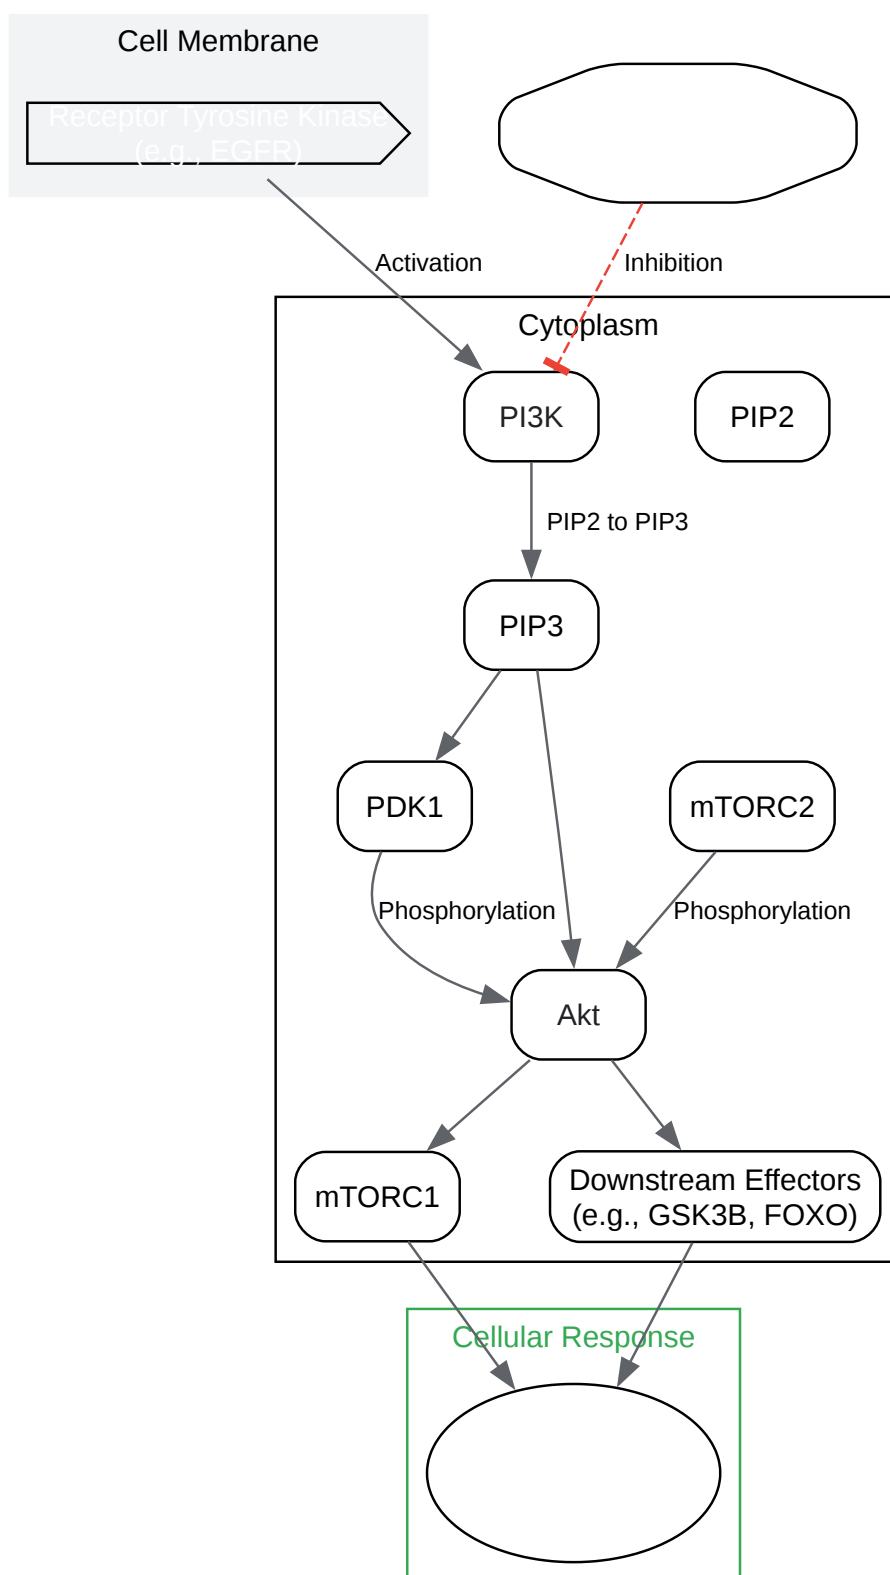 Cell Membrane
Receptor Tyrosine Kinase
(e.g., EGFR)
Activation
Inhibition
Cytoplasm
PI3K
PIP2
PIP2 to PIP3
PIP3
PDK1
mTORC2
Phosphorylation
Phosphorylation
Akt
mTORC1
Downstream Effectors
(e.g., GSK3B, FOXO)
Cellular Response